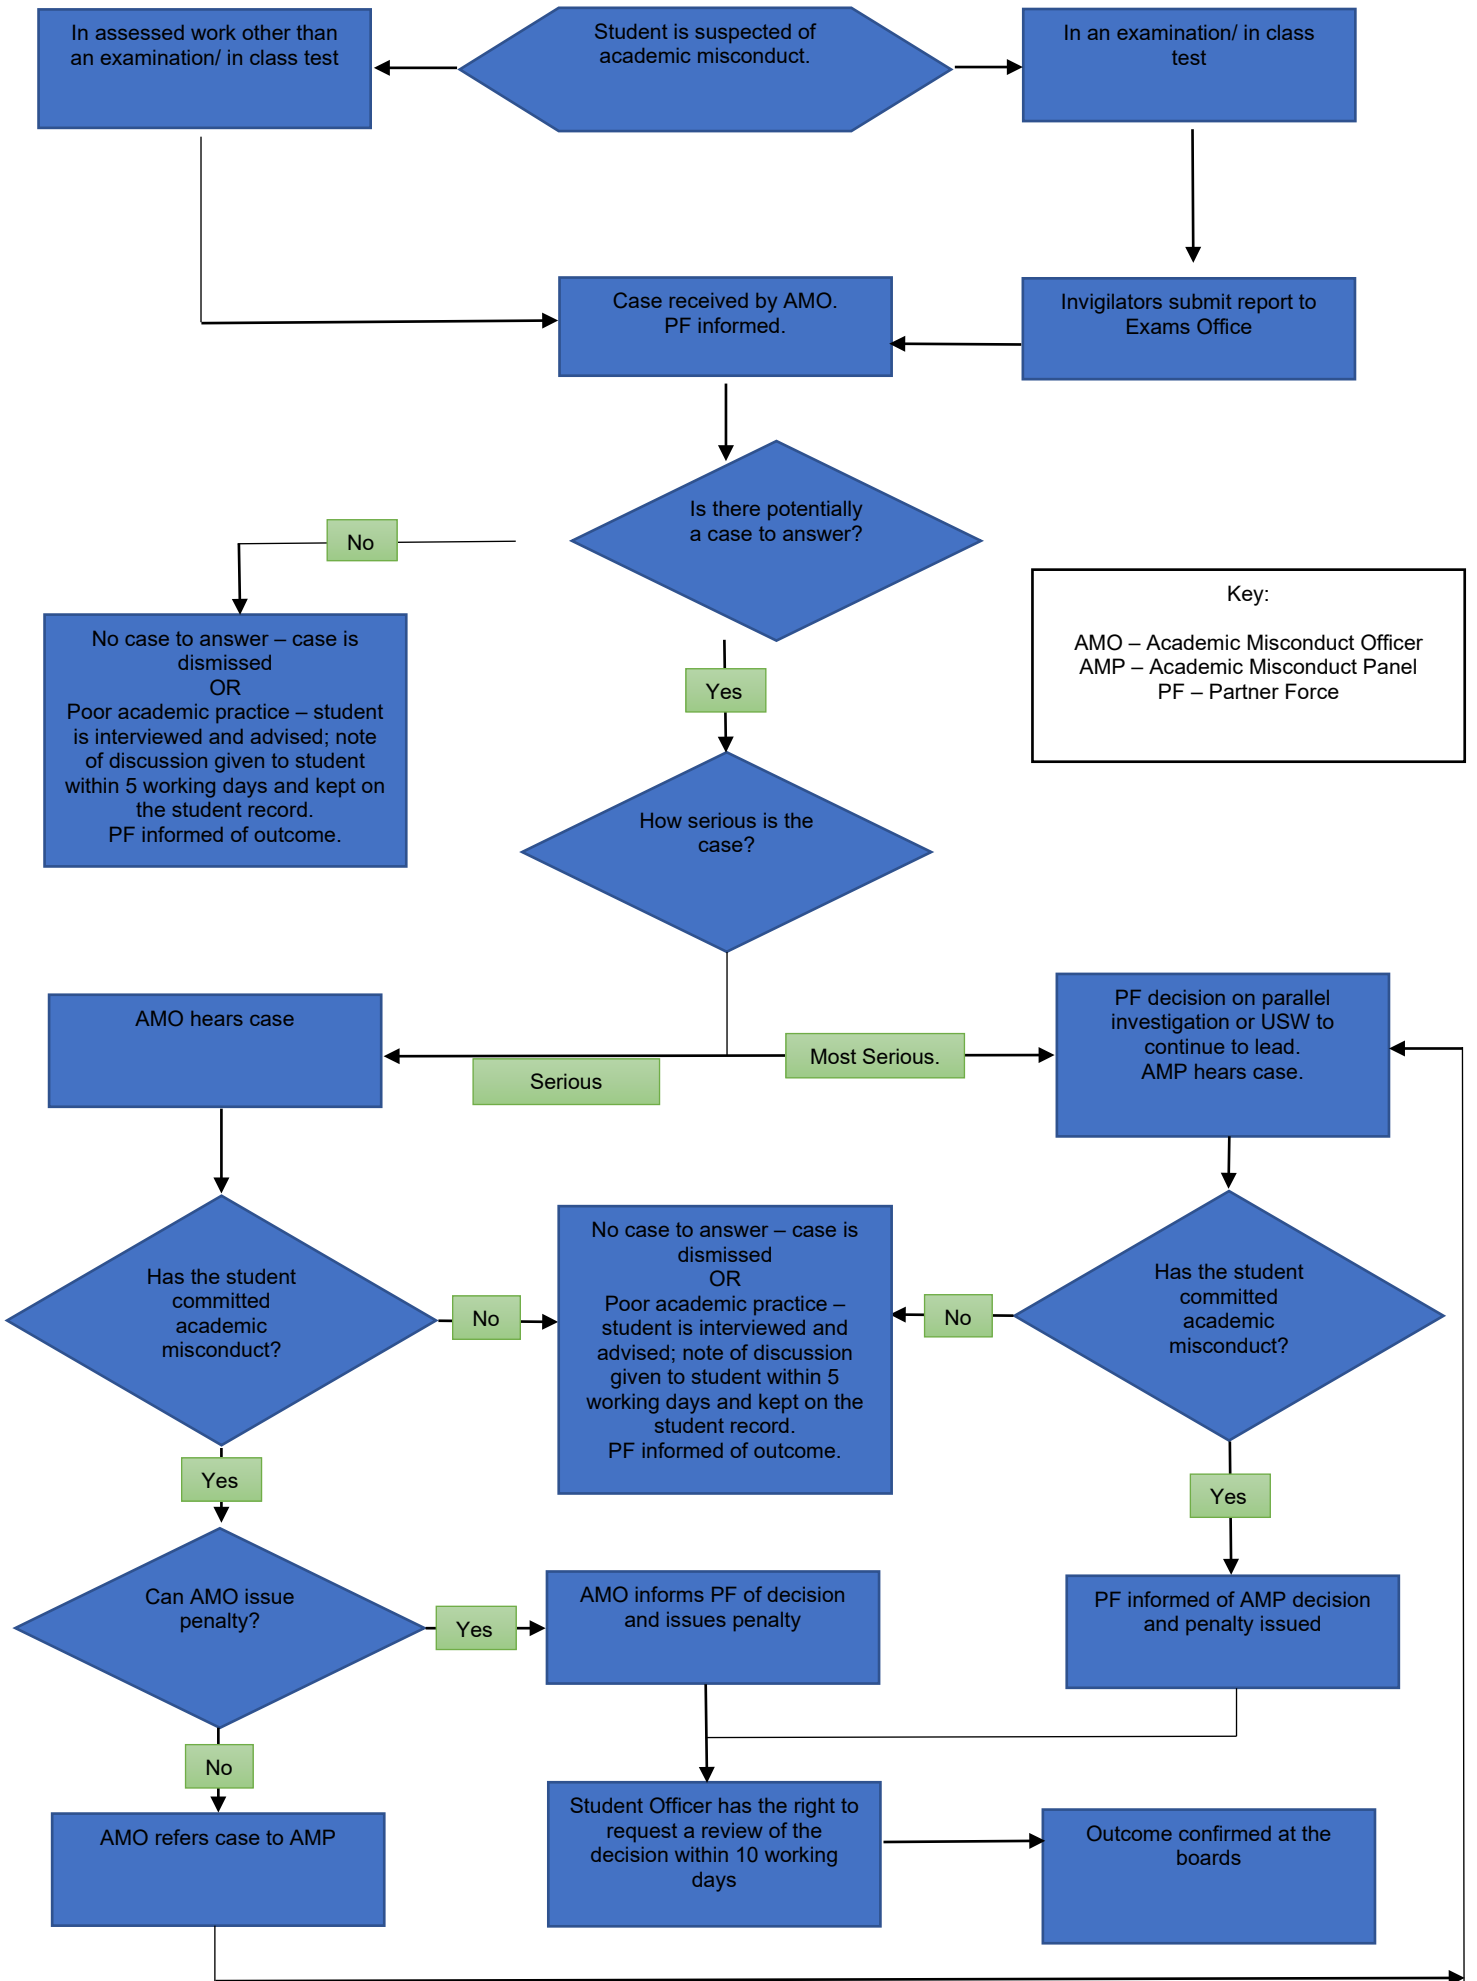 In assessed work other than
an examination/ in class test
Student is suspected of
academic misconduct.
In an examination/ in class
test
Case received by AMO.
PF informed.
Invigilators submit report to
Exams Office
Is there potentially
a case to answer?
No
No case to answer – case is
dismissed
OR
Poor academic practice – student
is interviewed and advised; note
of discussion given to student
within 5 working days and kept on
the student record.
PF informed of outcome.
Key:
AMO – Academic Misconduct Officer
AMP – Academic Misconduct Panel
PF – Partner Force
Yes
How serious is the
case?
AMO hears case
Serious
Most Serious.
PF decision on parallel
investigation or USW to
continue to lead.
AMP hears case.
Has the student
committed
academic
misconduct?
No
No case to answer – case is
dismissed
OR
Poor academic practice –
student is interviewed and
advised; note of discussion
given to student within 5
working days and kept on the
student record.
PF informed of outcome.
No
Has the student
committed
academic
misconduct?
Yes
Yes
Can AMO issue
penalty?
Yes
AMO informs PF of decision
and issues penalty
PF informed of AMP decision
and penalty issued
No
AMO refers case to AMP
Student Officer has the right to
request a review of the
decision within 10 working
days
Outcome confirmed at the
boards